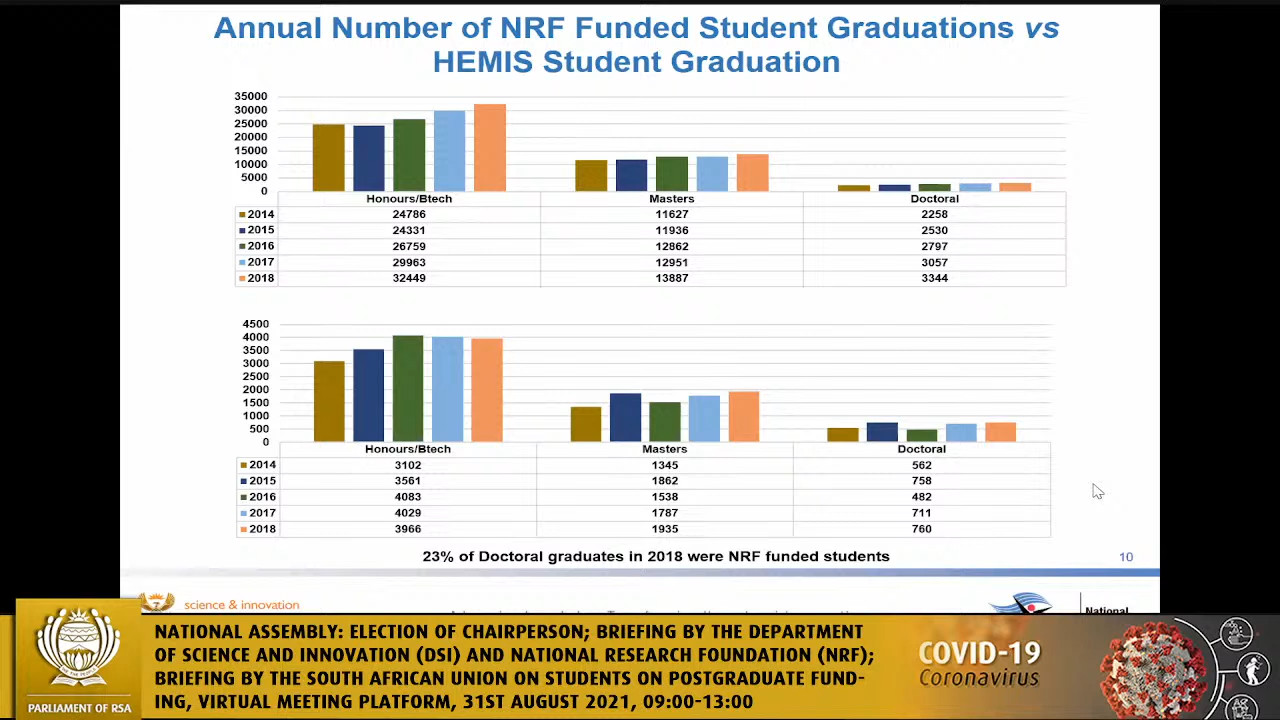 Annual Number of NRF Funded Student Graduations vs
HEMIS Student Graduation
35000
30000
25000
20000
15000
10000
5000
0
Honours/Btech Masters Doctoral
2014 24786 11627 2258
2015 24331 11936 2530
2016 26759 12862 2797
2017 29963 12951 3057
2018 32449 13887 3344
4500
4000
3500
3000
2500
2000
1500
1000
500
0
Honours/Btech Masters Doctoral
2014 3102 1345 562
2015 3561 1862 758
2016 4083 1538 482
2017 4029 1787 711
2018 3966 1935 760
23% of Doctoral graduates in 2018 were NRF funded students
10
science & innovation
National
PARLIAMENT OF RSA
NATIONAL ASSEMBLY: ELECTION OF CHAIRPERSON; BRIEFING BY THE DEPARTMENT
OF SCIENCE AND INNOVATION (DSI) AND NATIONAL RESEARCH FOUNDATION (NRF);
BRIEFING BY THE SOUTH AFRICAN UNION ON STUDENTS ON POSTGRADUATE FUND-
ING, VIRTUAL MEETING PLATFORM, 31ST AUGUST 2021, 09:00-13:00
COVID-19
Coronavirus